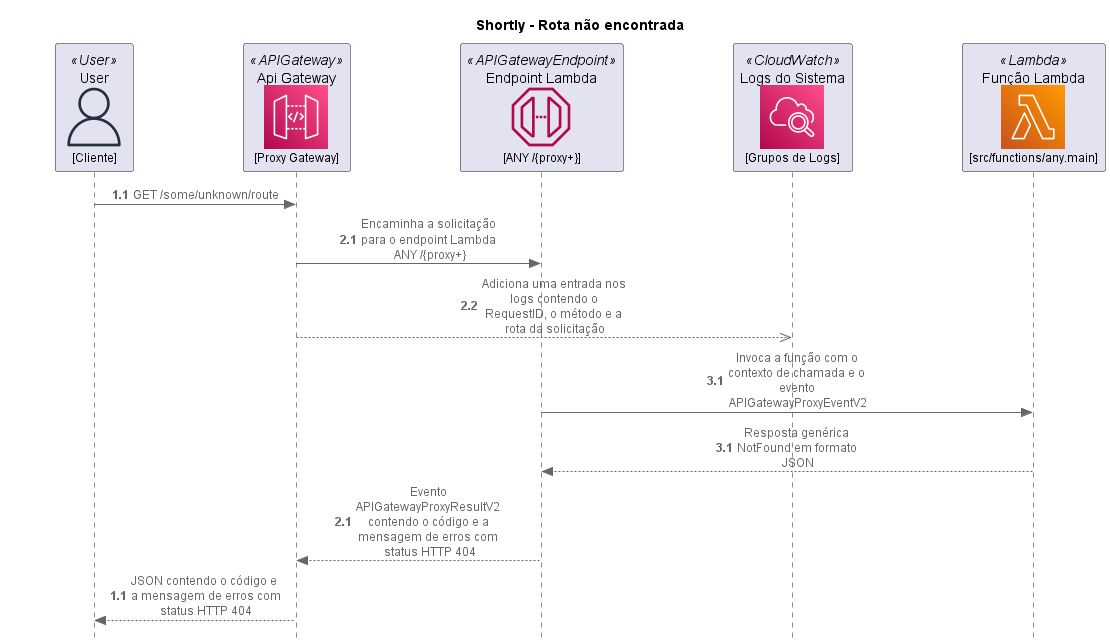 Shortly - Rota não encontrada
«User»
User
[Cliente]
«APIGateway»
Api Gateway
[Proxy Gateway]
«APIGatewayEndpoint»
Endpoint Lambda
[ANY /{proxy+}]
«CloudWatch»
Logs do Sistema
[Grupos de Logs]
«Lambda»
Função Lambda
[src/functions/any.main]
1.1 GET /some/unknown/route
Encaminha a solicitação
2.1 para o endpoint Lambda
ANY /{proxy+}
Adiciona uma entrada nos
2.2 logs contendo o
RequestID, o método e a
rota da solicitação
Invoca a função com o
3.1 contexto de chamada e o
evento
APIGatewayProxyEventV2
Resposta genérica
3.1 NotFound em formato
JSON
Evento
APIGatewayProxyResultV2
2.1 contendo o código e a
mensagem de erros com
status HTTP 404
JSON contendo o código e
1.1 a mensagem de erros com
status HTTP 404